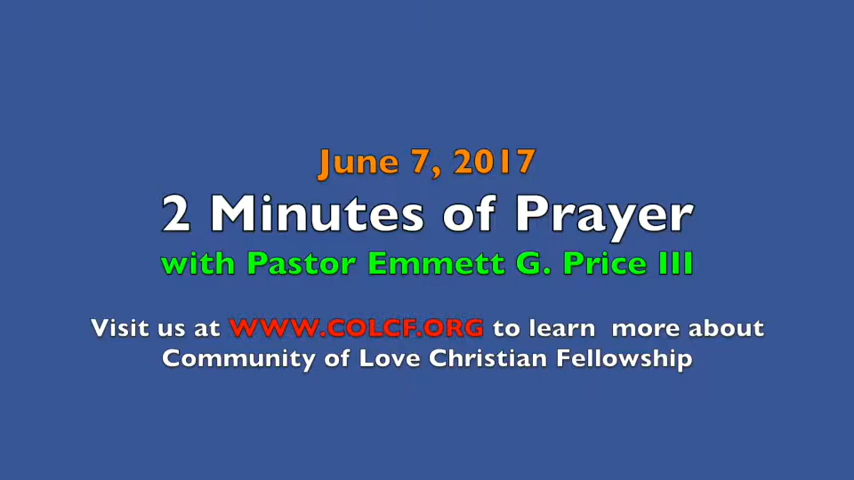 June 7, 2017
2 Minutes of Prayer
with Pastor Emmett G. Price III
Visit us at WWW.COLCF.ORG to learn  more about
Community of Love Christian Fellowship